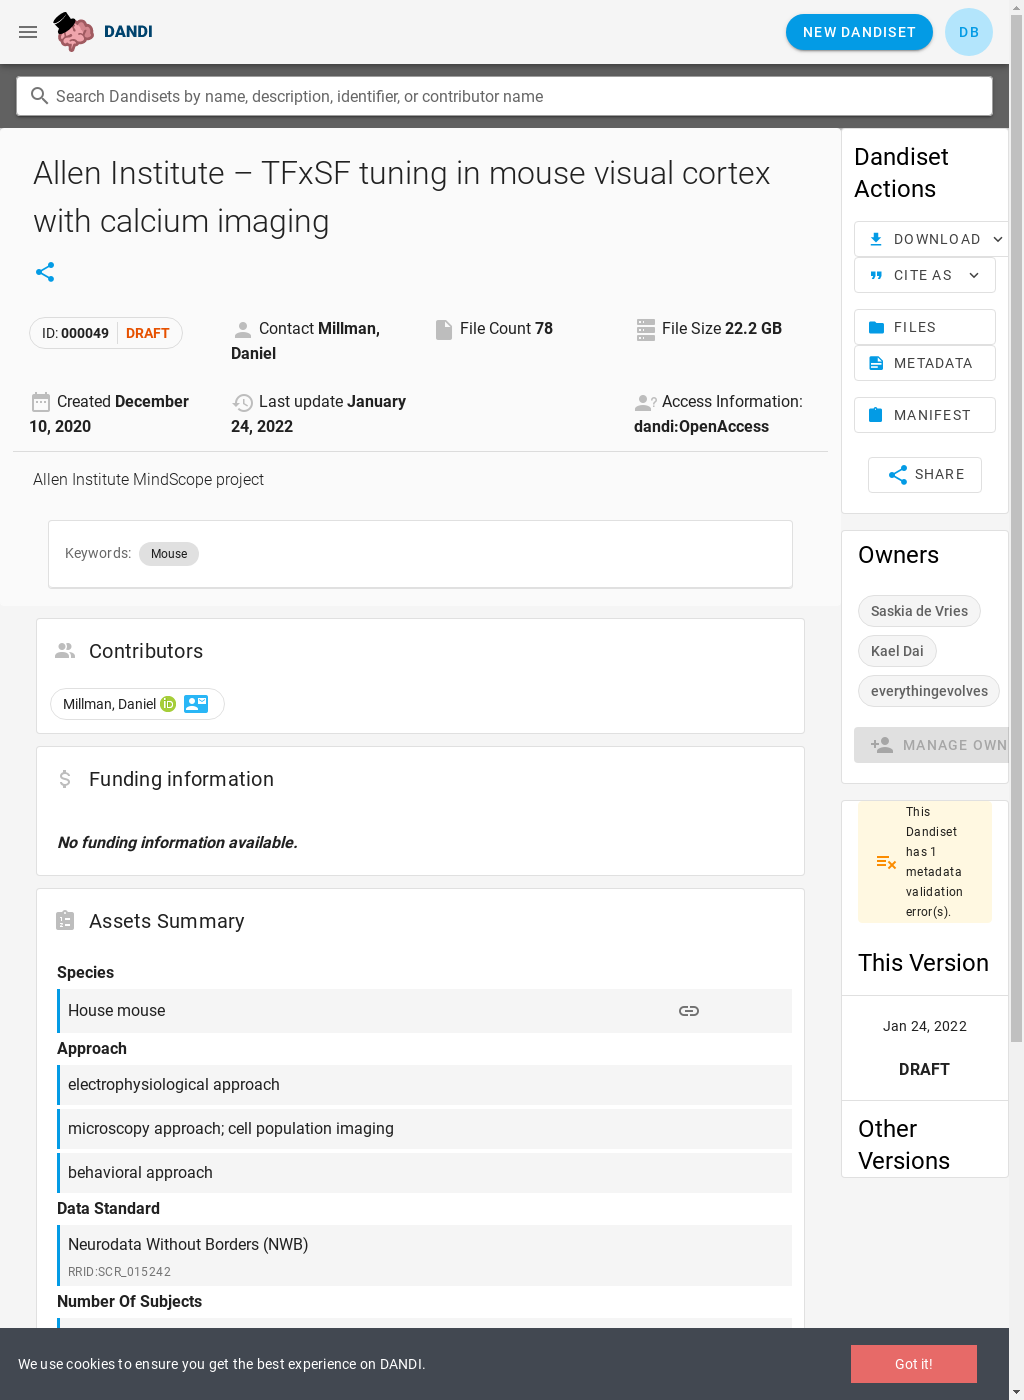 DANDI
NEW DANDISET
DB
Search Dandisets by name, description, identifier, or contributor name
Allen Institute – TFxSF tuning in mouse visual cortex
with calcium imaging
ID: 000049 DRAFT
Contact Millman,
Daniel
File Count 78
File Size 22.2 GB
Created December
10, 2020
Last update January
24, 2022
Access Information:
dandi:OpenAccess
Allen Institute MindScope project
Keywords: Mouse
Contributors
Millman, Daniel iD
Funding information
No funding information available.
Assets Summary
Species
House mouse
Approach
electrophysiological approach
microscopy approach; cell population imaging
behavioral approach
Data Standard
Neurodata Without Borders (NWB)
RRID:SCR_015242
Number Of Subjects
Dandiset
Actions
DOWNLOAD
CITE AS
FILES
METADATA
MANIFEST
SHARE
Owners
Saskia de Vries
Kael Dai
everythingevolves
MANAGE OWN
This
Dandiset
has 1
metadata
validation
error(s).
This Version
Jan 24, 2022
DRAFT
Other
Versions
We use cookies to ensure you get the best experience on DANDI.
Got it!